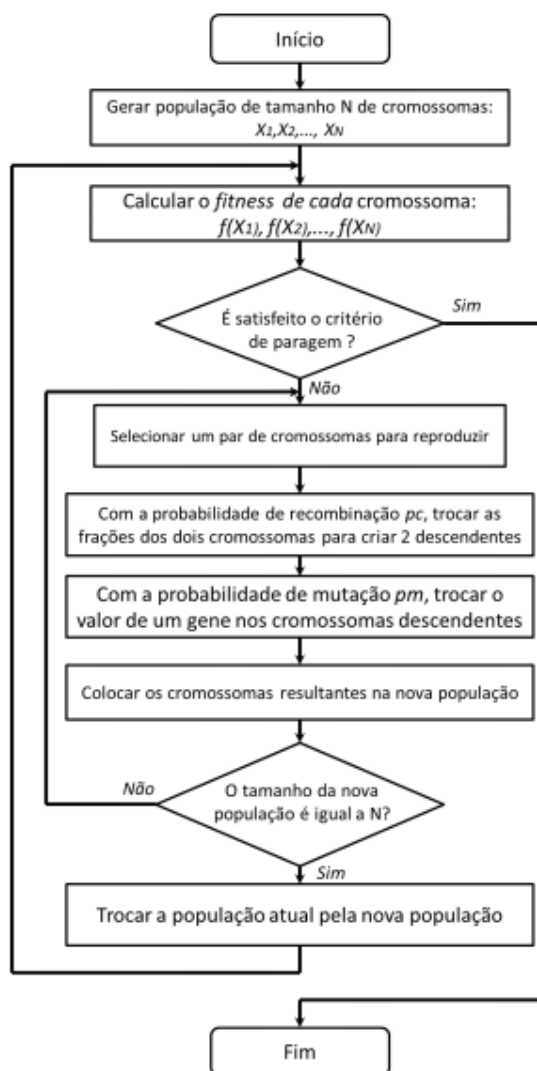 Início
Gerar população de tamanho N de cromossomas:
X1,X2,..., XN
Calcular o fitness de cada cromossoma:
f(X1), f(X2),..., f(XN)
É satisfeito o critério
de paragem ?
Sim
Não
Selecionar um par de cromossomas para reproduzir
Com a probabilidade de recombinação pc, trocar as
frações dos dois cromossomas para criar 2 descendentes
Com a probabilidade de mutação pm, trocar o
valor de um gene nos cromossomas descendentes
Colocar os cromossomas resultantes na nova população
Não
O tamanho da nova
população é igual a N?
Sim
Trocar a população atual pela nova população
Fim